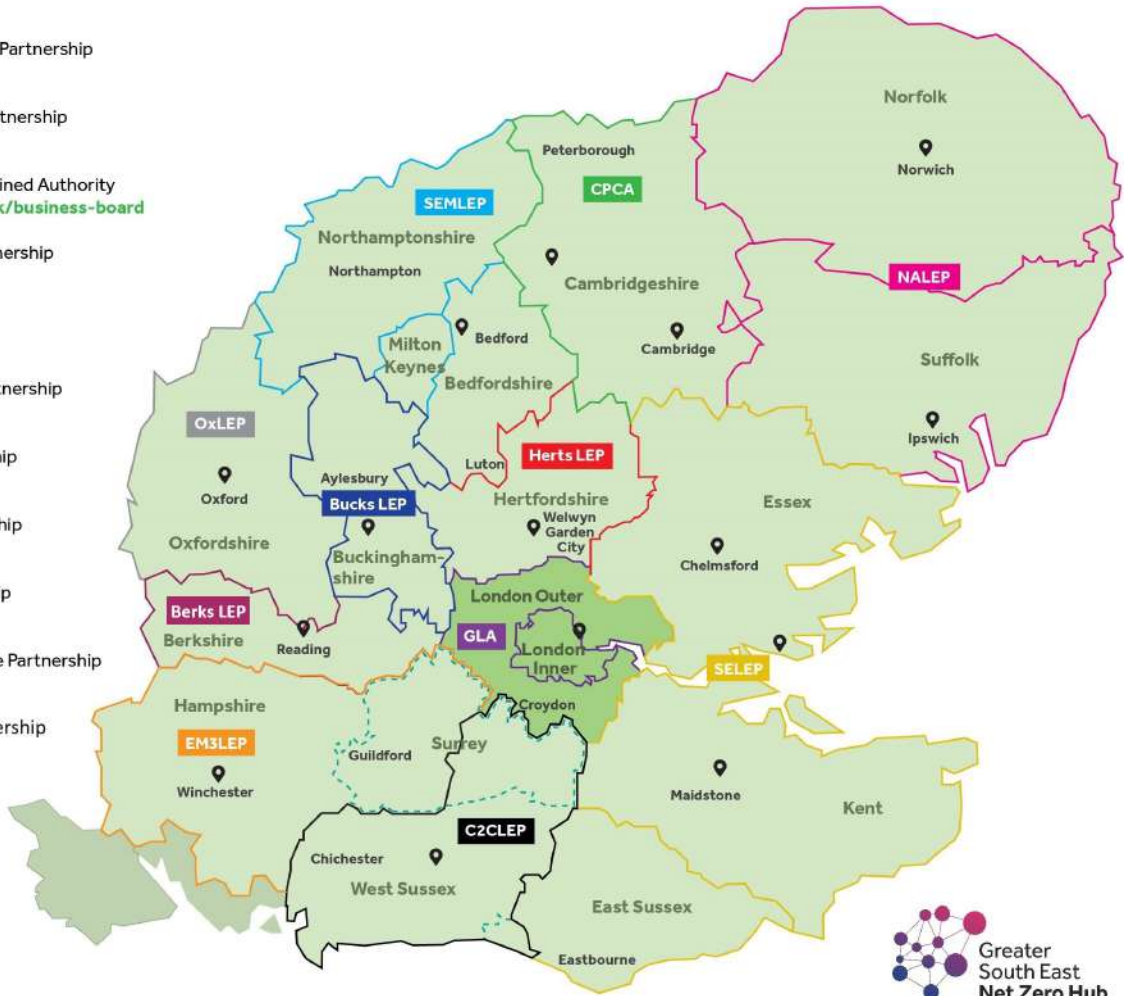 Partnership
tnership
ined Authority
k/business-board
nership
tnership
ip
hip
p
e Partnership
ership
Norfolk
Norwich
Peterborough
CPCA
SEMLEP
Northamptonshire
Northampton
Cambridgeshire
NALEP
Milton
Keynes
Bedford
Bedfordshire
Cambridge
Suffolk
OxLEP
Ipswich
Oxford
Oxfordshire
Aylesbury
Luton
Herts LEP
Bucks LEP
Hertfordshire
Welwyn
Garden
City
Essex
Chelmsford
Buckingham-
shire
Berks LEP
Berkshire
Reading
London Outer
GLA
London
Inner
Croydon
SELEP
Hampshire
EM3LEP
Winchester
Guildford
Surrey
Maidstone
Kent
C2CLEP
Chichester
West Sussex
East Sussex
Eastbourne
Greater
South East
Net Zero Hub